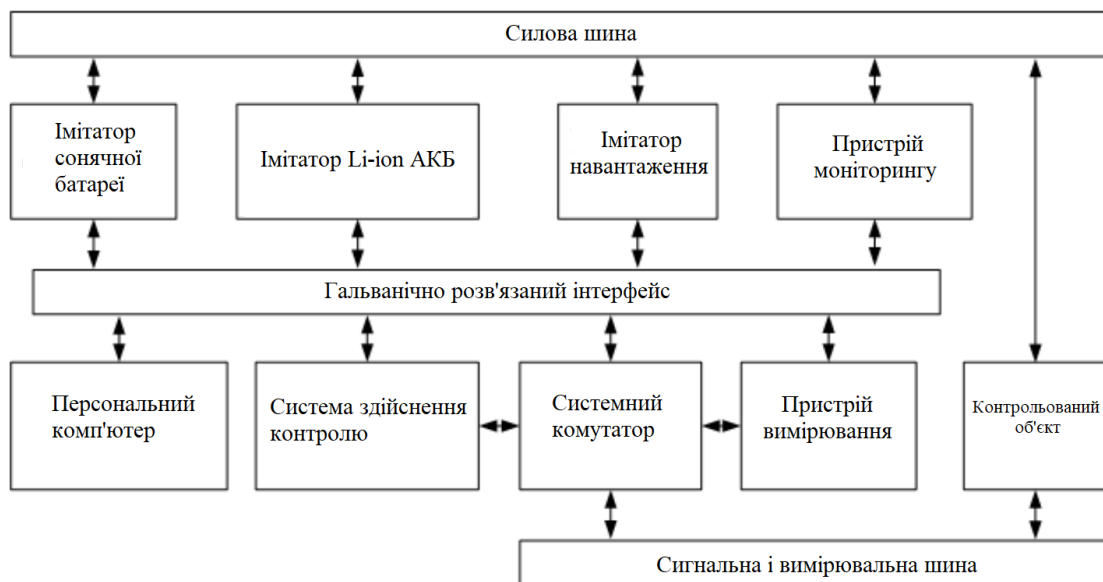 Силова шина
Імітатор
сонячної
батареї
Імітатор Li-ion АКБ
Імітатор
навантаження
Пристрій
моніторингу
Гальванічно розв'язаний інтерфейс
Персональний
комп'ютер
Система здійснення
контролю
Системний
комутатор
Пристрій
вимірювання
Контрольований
об'єкт
Сигнальна і вимірювальна шина